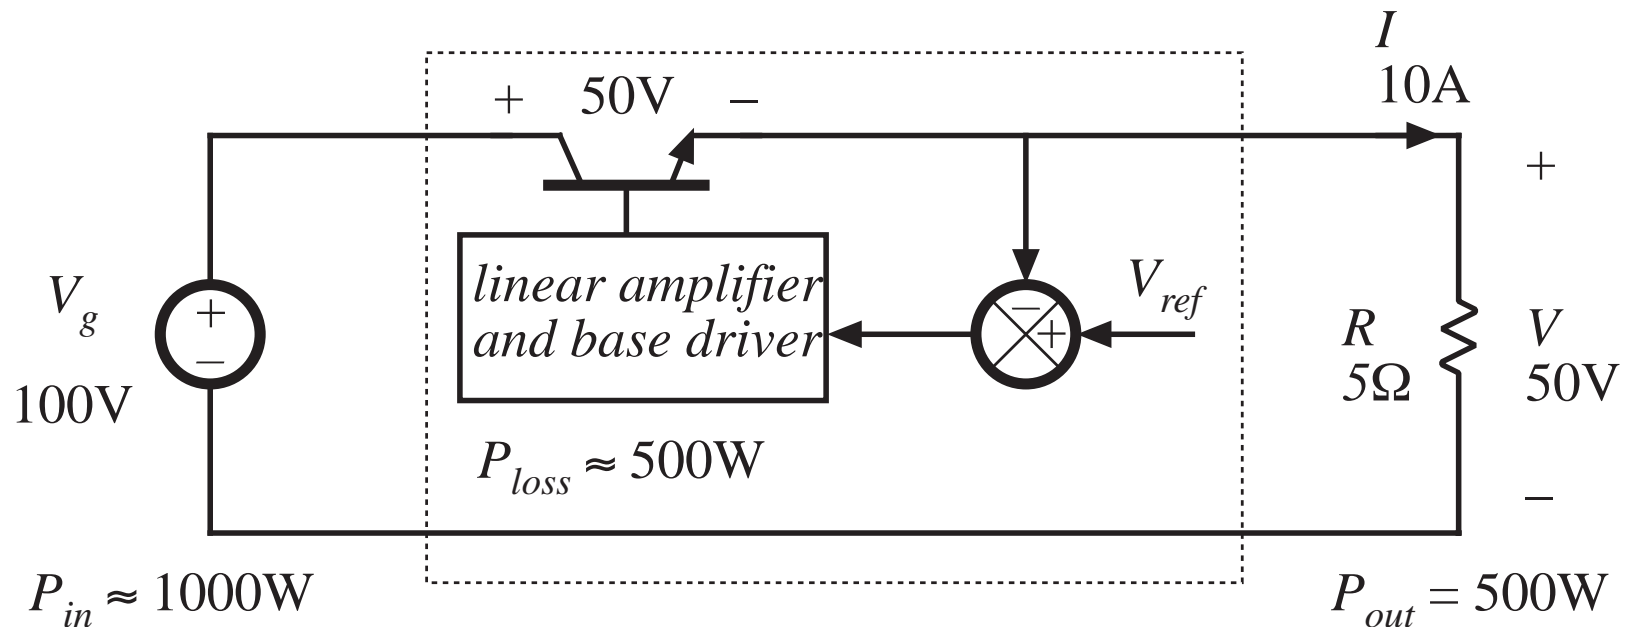 I
10A
+ 50V −
+
V_g
+
−
100V
linear amplifier
and base driver
−
+
V_ref
R
5Ω
V
50V
P_loss ≈ 500W
−
P_in ≈ 1000W
P_out = 500W